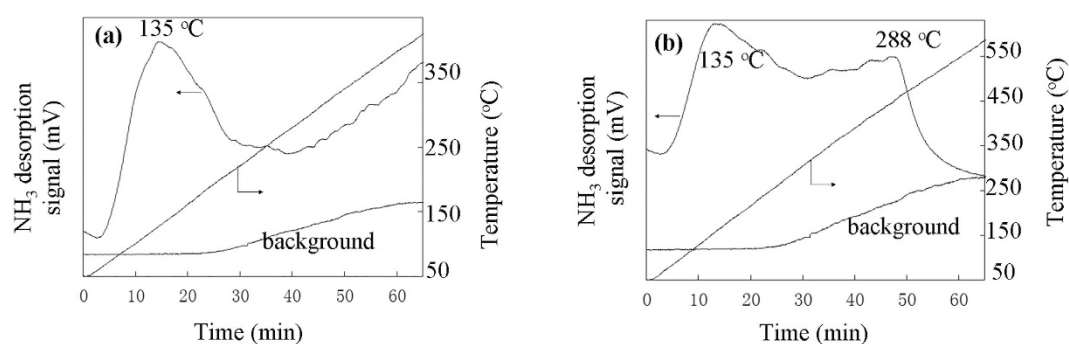 (a)
135 °C
NH₃ desorption
signal (mV)
background
350
250
150
50
Temperature (°C)
0 10 20 30 40 50 60
Time (min)
(b)
135 °C
288 °C
NH₃ desorption
signal (mV)
background
550
450
350
250
150
50
Temperature (°C)
0 10 20 30 40 50 60
Time (min)